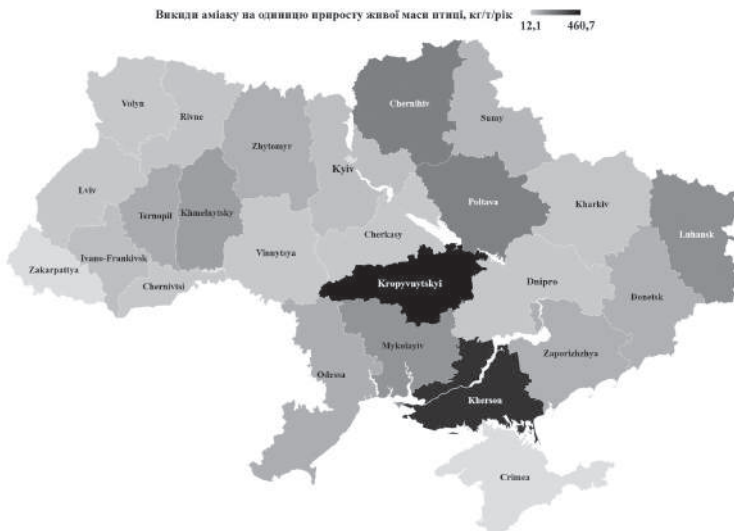 Викиди аміаку на одиницю приросту живої маси птиці, кг/т/рік
12,1 460,7
Chernihtv
Volyn
Rivne
Sumy
Zhytomyr
Kyiv
Lviv
Poltava
Kharkiv
Ternopil
Khmelnytsky
Luhansk
Cherkasy
Vinnytsya
Ivano-Frankivsk
Zakarpattya
Chernivtsi
Kropyvnytskyi
Dnipro
Donetsk
Mykolayiv
Zaporizhzhya
Odessa
Kherson
Crimea